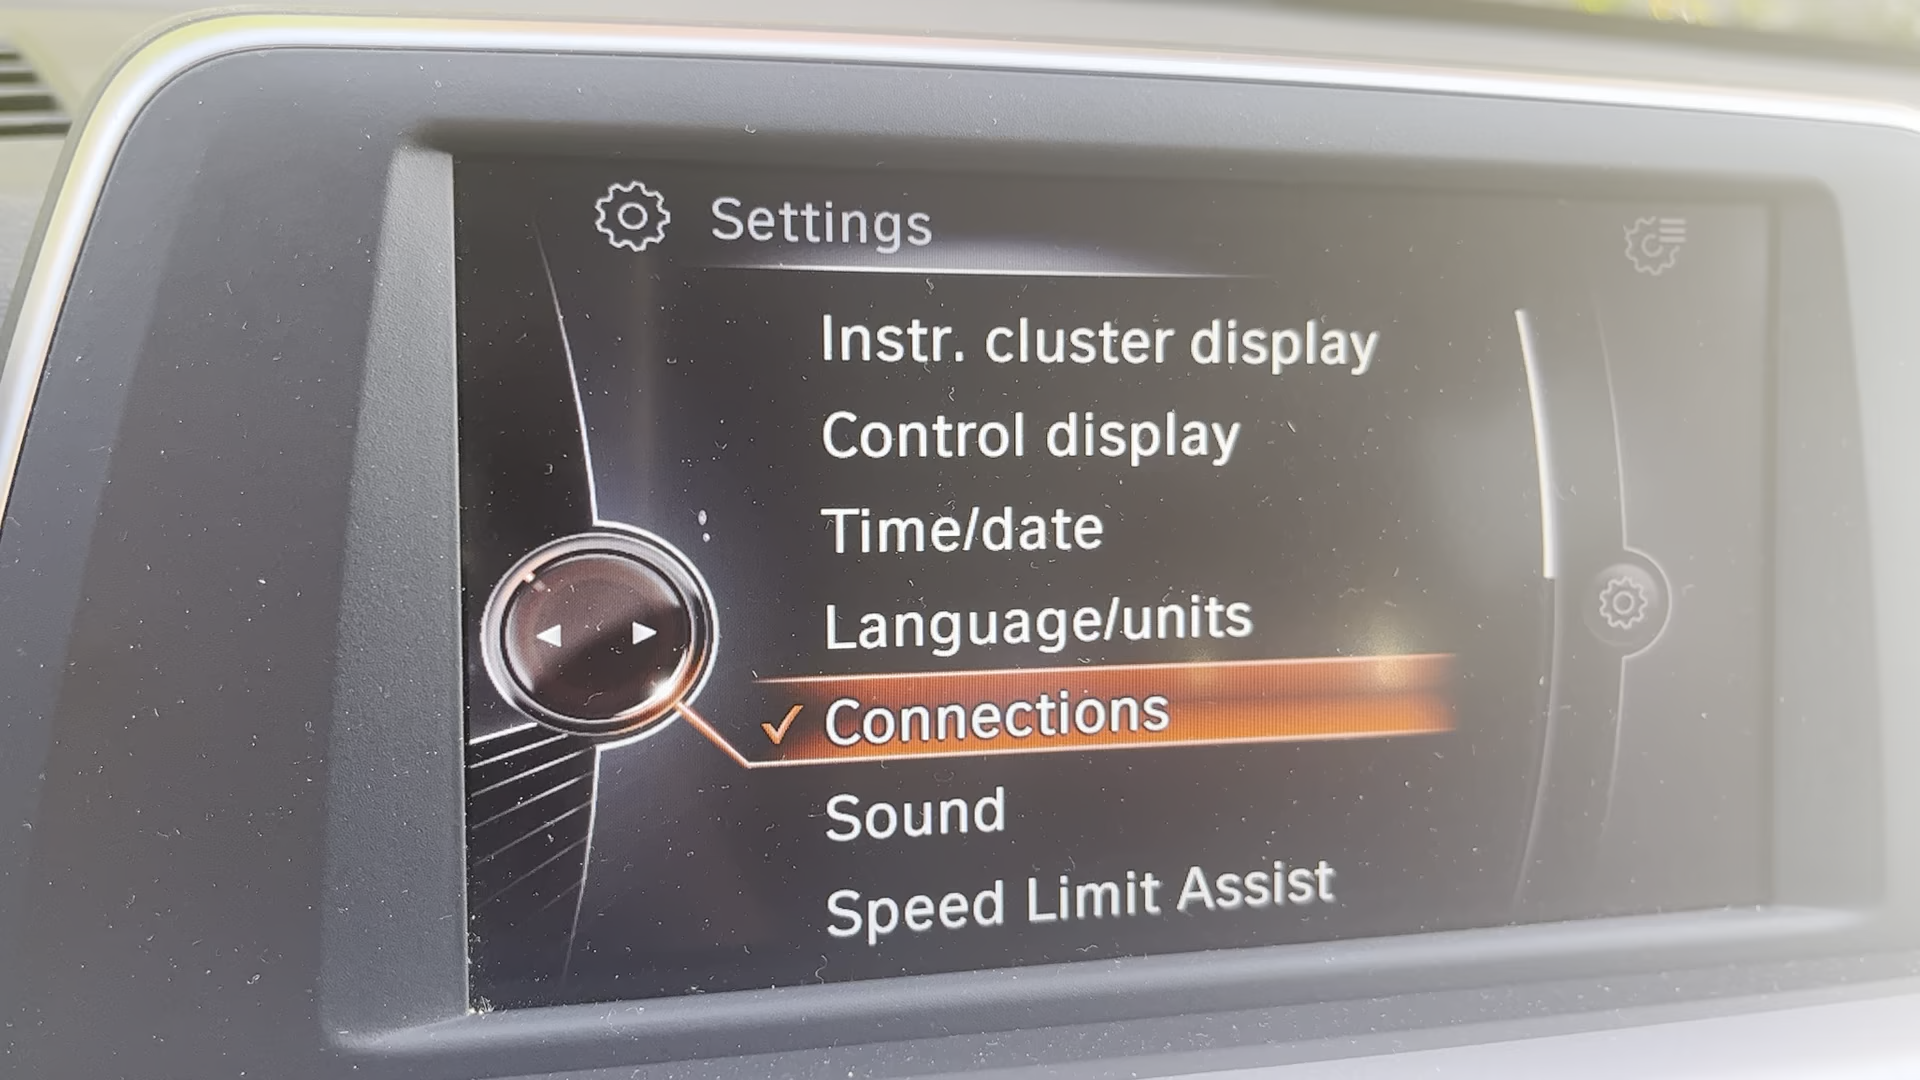 Settings
Instr. cluster display
Control display
Time/date
Language/units
Connections
Sound
Speed Limit Assist